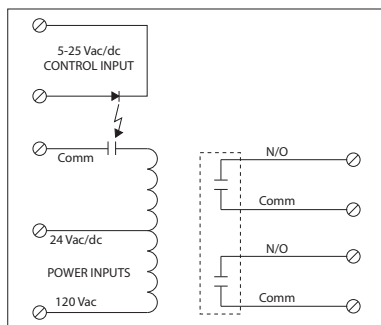 5-25 Vac/dc
CONTROL INPUT
Comm
24 Vac/dc
POWER INPUTS
120 Vac
N/O
Comm
N/O
Comm